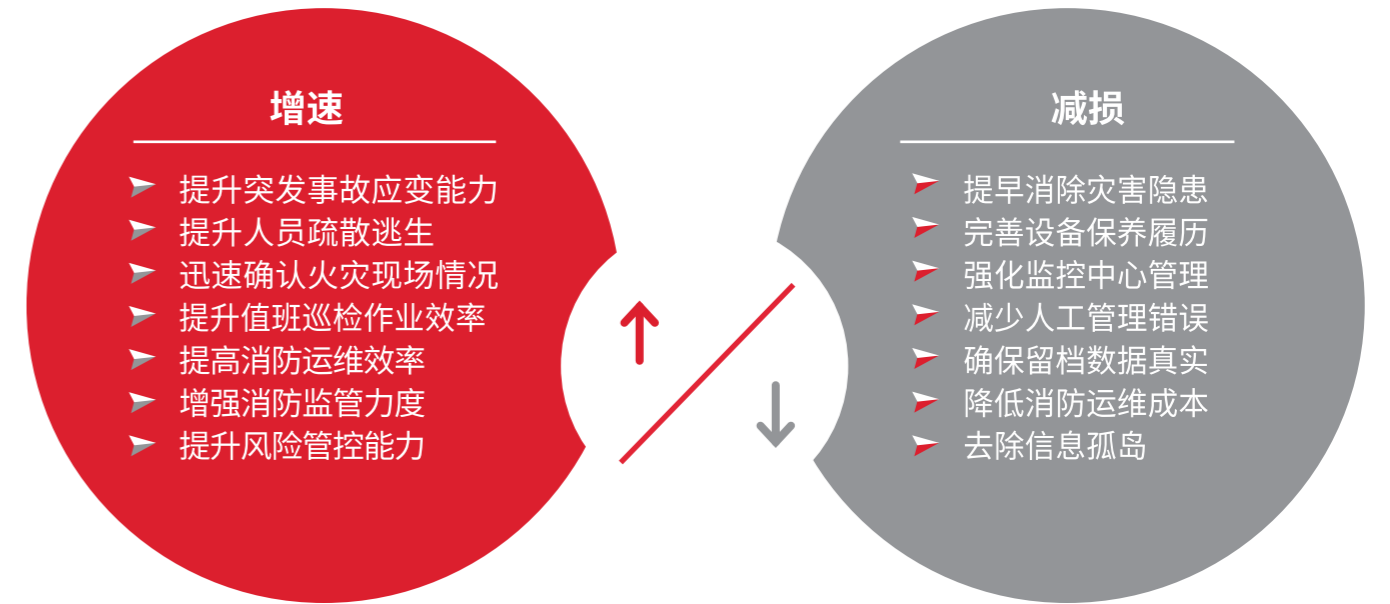 增速
提升突发事故应变能力
提升人员疏散逃生
迅速确认火灾现场情况
提升值班巡检作业效率
提高消防运维效率
增强消防监管力度
提升风险管控能力
减损
提早消除灾害隐患
完善设备保养履历
强化监控中心管理
减少人工管理错误
确保留档数据真实
降低消防运维成本
去除信息孤岛